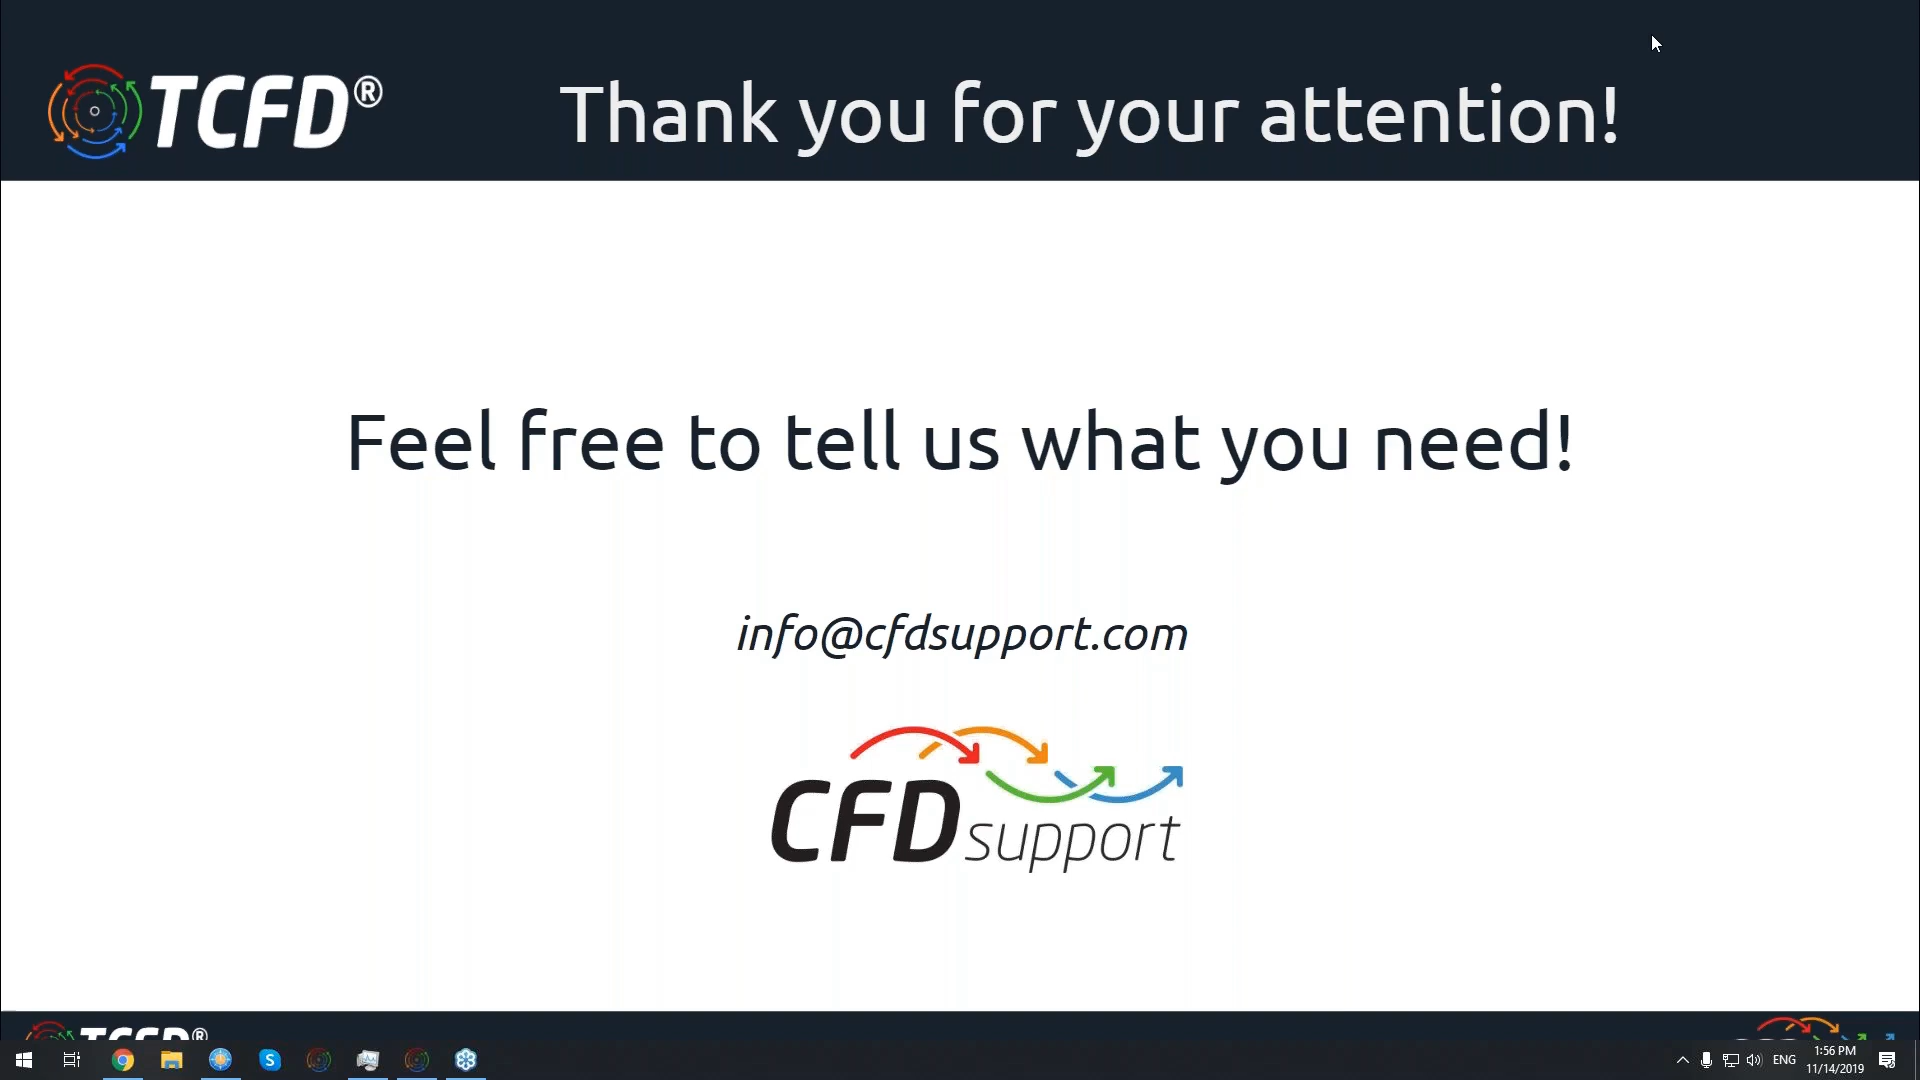 TCFD®
Thank you for your attention!
Feel free to tell us what you need!
info@cfdsupport.com
CFD support
TCFD®
ENG
1:56 PM
11/14/2019